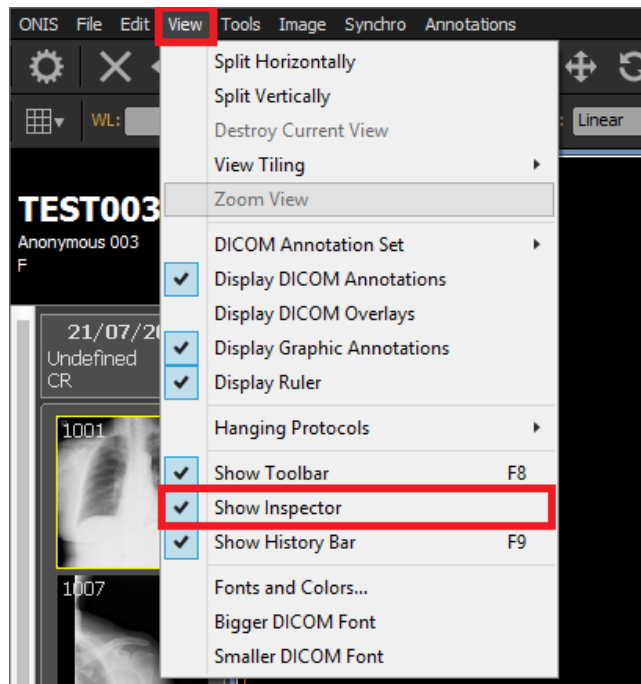 ONIS File Edit View Tools Image Synchro Annotations
WL:
Linear
TEST003
Anonymous 003
F
21/07/20
Undefined
CR
1001
1007
Split Horizontally
Split Vertically
Destroy Current View
View Tiling
Zoom View
DICOM Annotation Set
Display DICOM Annotations
Display DICOM Overlays
Display Graphic Annotations
Display Ruler
Hanging Protocols
Show Toolbar F8
Show Inspector
Show History Bar F9
Fonts and Colors...
Bigger DICOM Font
Smaller DICOM Font